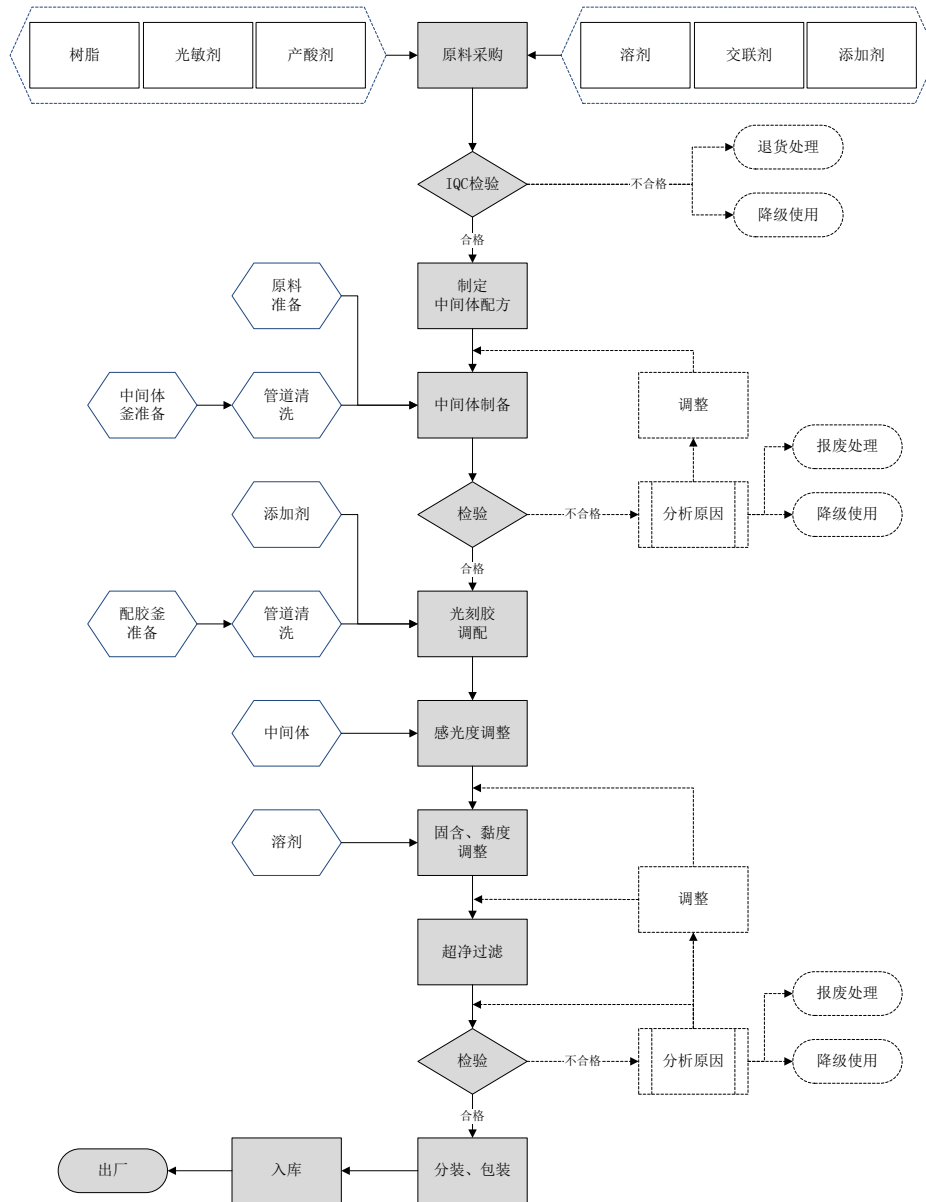 树脂
光敏剂
产酸剂
原料采购
溶剂
交联剂
添加剂
退货处理
IQC检验
不合格
降级使用
合格
原料
准备
制定
中间体配方
中间体
釜准备
管道清
洗
中间体制备
调整
报废处理
添加剂
检验
不合格
分析原因
降级使用
合格
配胶釜
准备
管道清
洗
光刻胶
调配
中间体
感光度调整
溶剂
固含、黏度
调整
调整
超净过滤
报废处理
检验
不合格
分析原因
降级使用
合格
出厂
入库
分装、包装